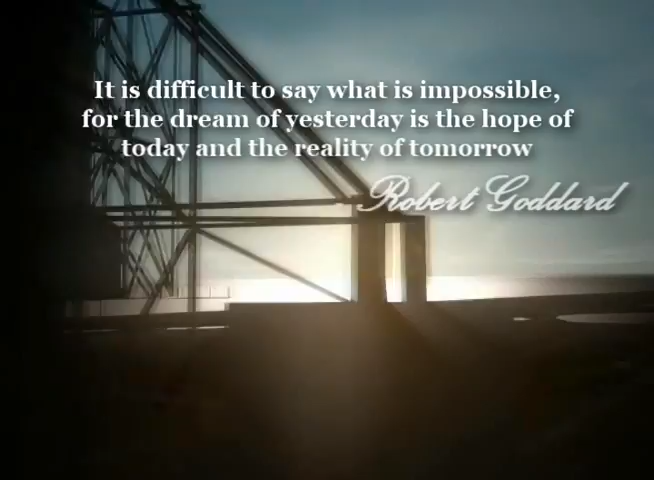 It is difficult to say what is impossible,
for the dream of yesterday is the hope of
today and the reality of tomorrow
Robert Goddard